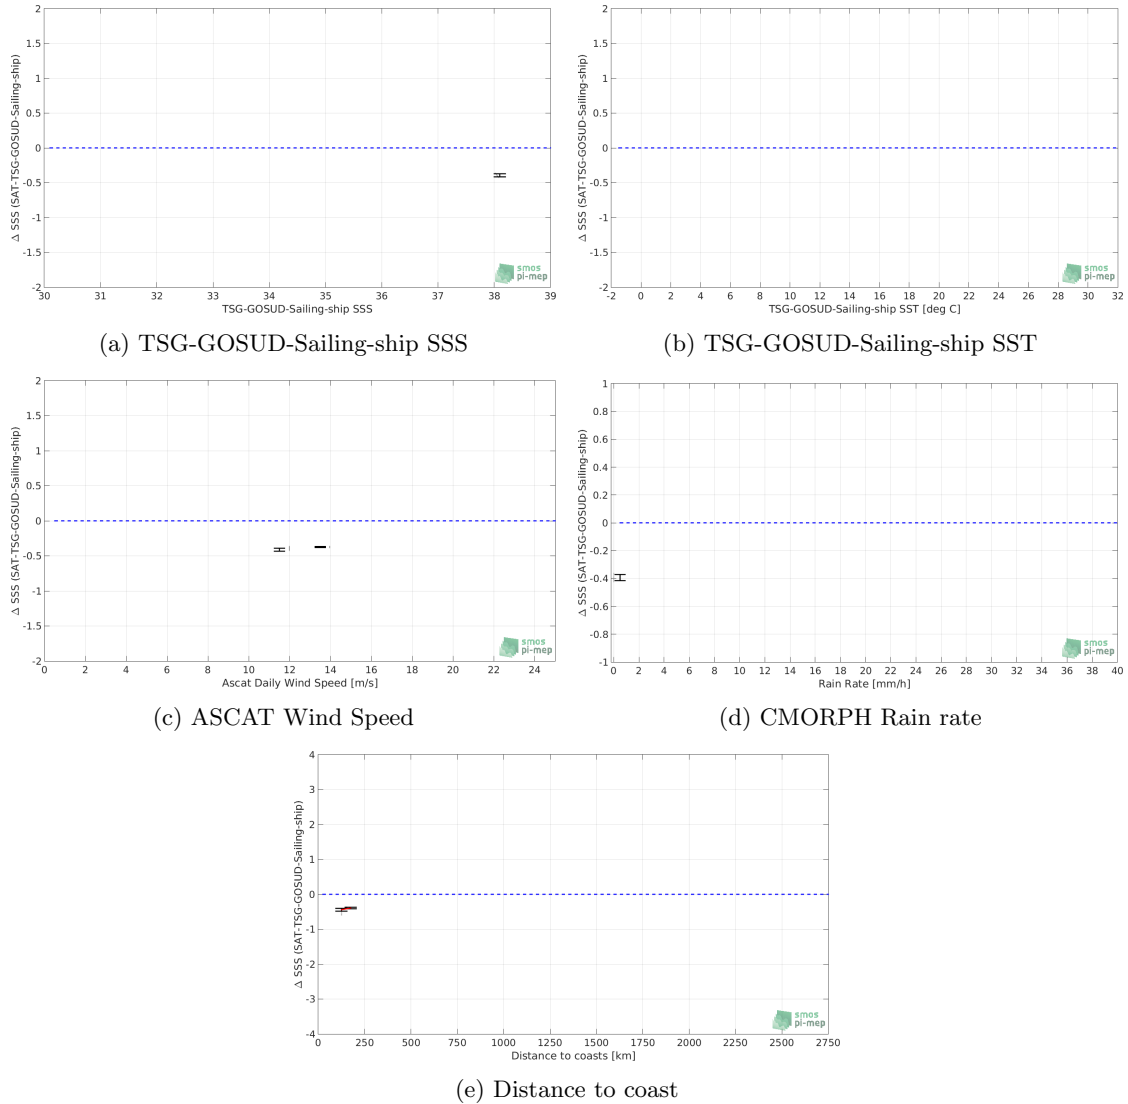 2
1.5
1
0.5
0
-0.5
-1
-1.5
-2
Δ SSS (SAT-TSG-GOSUD-Sailing-ship)
30 31 32 33 34 35 36 37 38 39
TSG-GOSUD-Sailing-ship SSS
smos
pi-mep
(a) TSG-GOSUD-Sailing-ship SSS
2
1.5
1
0.5
0
-0.5
-1
-1.5
-2
Δ SSS (SAT-TSG-GOSUD-Sailing-ship)
-2 0 2 4 6 8 10 12 14 16 18 20 22 24 26 28 30 32
TSG-GOSUD-Sailing-ship SST [deg C]
smos
pi-mep
(b) TSG-GOSUD-Sailing-ship SST
2
1.5
1
0.5
0
-0.5
-1
-1.5
-2
Δ SSS (SAT-TSG-GOSUD-Sailing-ship)
0 2 4 6 8 10 12 14 16 18 20 22 24
Ascat Daily Wind Speed [m/s]
smos
pi-mep
(c) ASCAT Wind Speed
1
0.8
0.6
0.4
0.2
0
-0.2
-0.4
-0.6
-0.8
-1
Δ SSS (SAT-TSG-GOSUD-Sailing-ship)
0 2 4 6 8 10 12 14 16 18 20 22 24 26 28 30 32 34 36 38 40
Rain Rate [mm/h]
smos
pi-mep
(d) CMORPH Rain rate
4
3
2
1
0
-1
-2
-3
-4
Δ SSS (SAT-TSG-GOSUD-Sailing-ship)
0 250 500 750 1000 1250 1500 1750 2000 2250 2500 2750
Distance to coasts [km]
smos
pi-mep
(e) Distance to coast